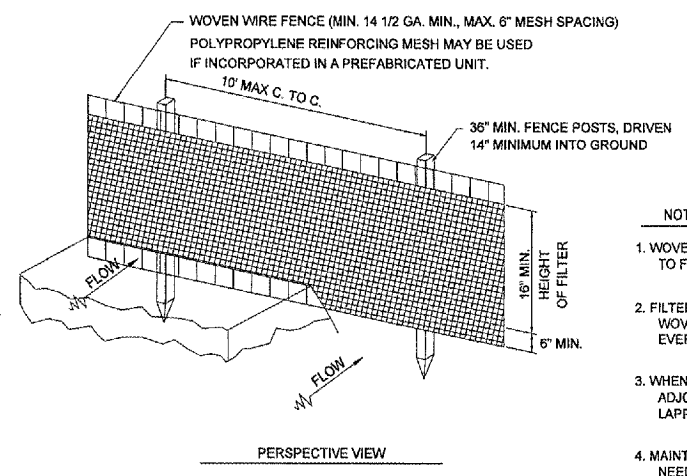 WOVEN WIRE FENCE (MIN. 14 1/2 GA. MIN., MAX. 6" MESH SPACING)
POLYPROPYLENE REINFORCING MESH MAY BE USED
IF INCORPORATED IN A PREFABRICATED UNIT.
10' MAX C. TO C.
36" MIN. FENCE POSTS, DRIVEN
14" MINIMUM INTO GROUND
16" MIN.
HEIGHT
OF FILTER
6" MIN.
FLOW
FLOW
PERSPECTIVE VIEW
NOT
1. WOVE
TO F
2. FILTER
WOV
EVER
3. WHEN
ADJO
LAPP
4. MAINT
NEED